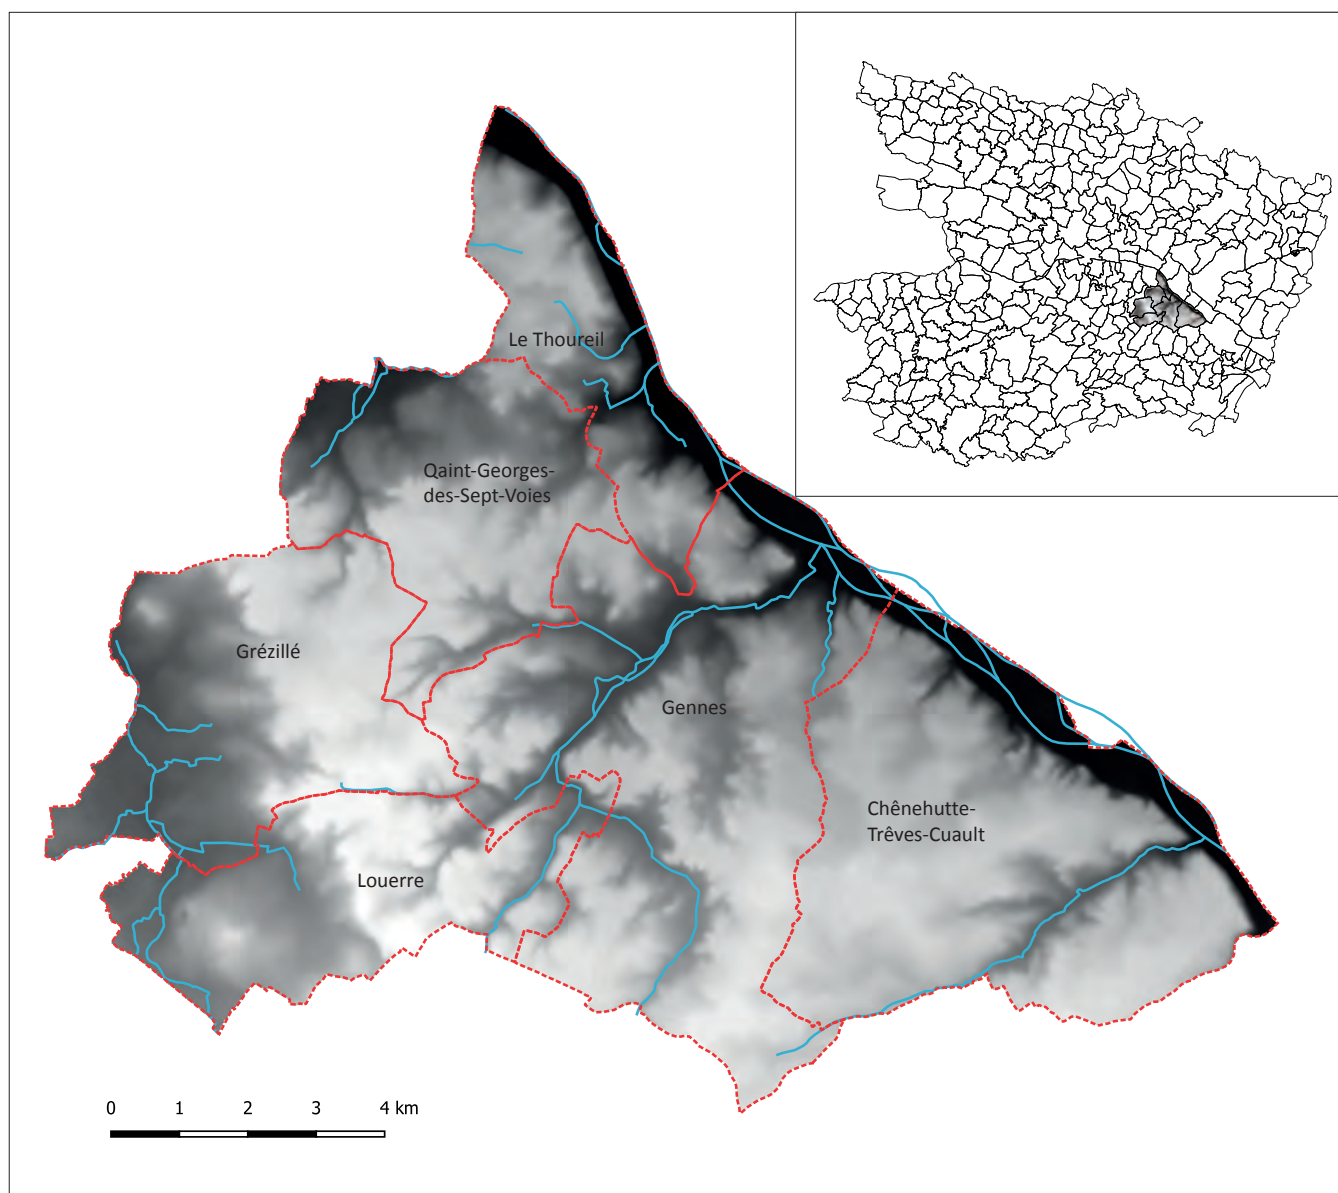 Le Thoureil
Qaint-Georges-
des-Sept-Voies
Grézillé
Gennes
Chênehutte-
Trêves-Cuault
Louerre
0 1 2 3 4 km